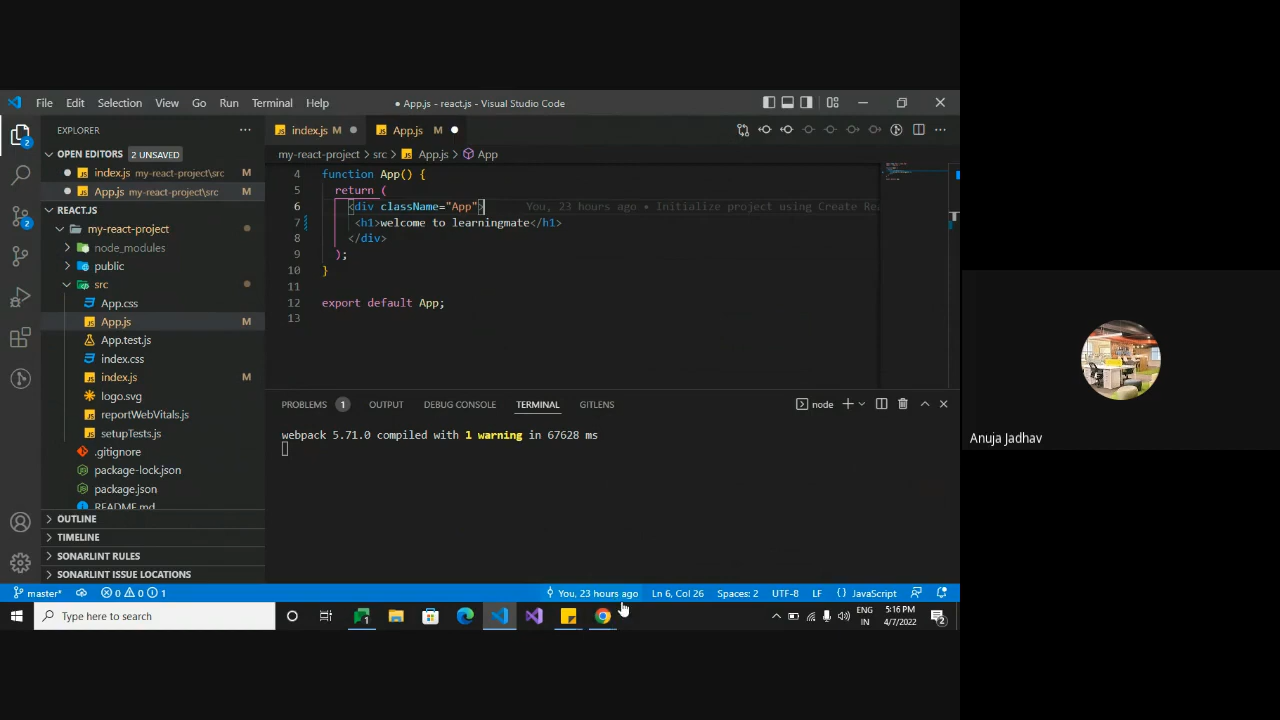 File Edit Selection View Go Run Terminal Help
● App.js - react.js - Visual Studio Code
EXPLORER
index.js M
App.js M
OPEN EDITORS 2 UNSAVED
my-react-project > src > App.js > App
index.js my-react-project\src M
App.js my-react-project\src M
REACT.JS
my-react-project
node_modules
public
src
App.css
App.js M
App.test.js
index.css
index.js M
logo.svg
reportWebVitals.js
setupTests.js
.gitignore
package-lock.json
package.json
README.md
OUTLINE
TIMELINE
SONARLINT RULES
SONARLINT ISSUE LOCATIONS
4 function App() {
5 return (
6 <div className="App"> You, 23 hours ago • Initialize project using Create Re
7 <h1>welcome to learningmate</h1>
8 </div>
9 );
10 }
11
12 export default App;
13
PROBLEMS 1 OUTPUT DEBUG CONSOLE TERMINAL GITLENS
node
webpack 5.71.0 compiled with 1 warning in 67628 ms
master* 0 0 1
You, 23 hours ago Ln 6, Col 26 Spaces: 2 UTF-8 LF {} JavaScript
Type here to search
ENG
IN
5:16 PM
4/7/2022
2
Anuja Jadhav